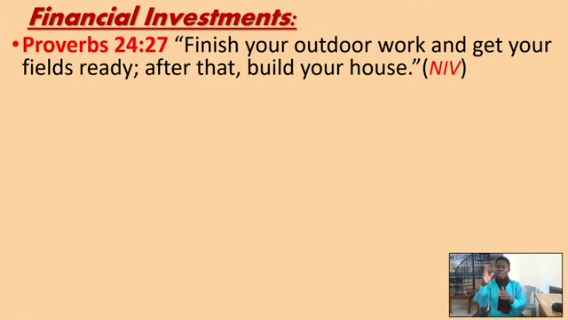 Financial Investments:
• Proverbs 24:27 “Finish your outdoor work and get your
fields ready; after that, build your house.”(NIV)